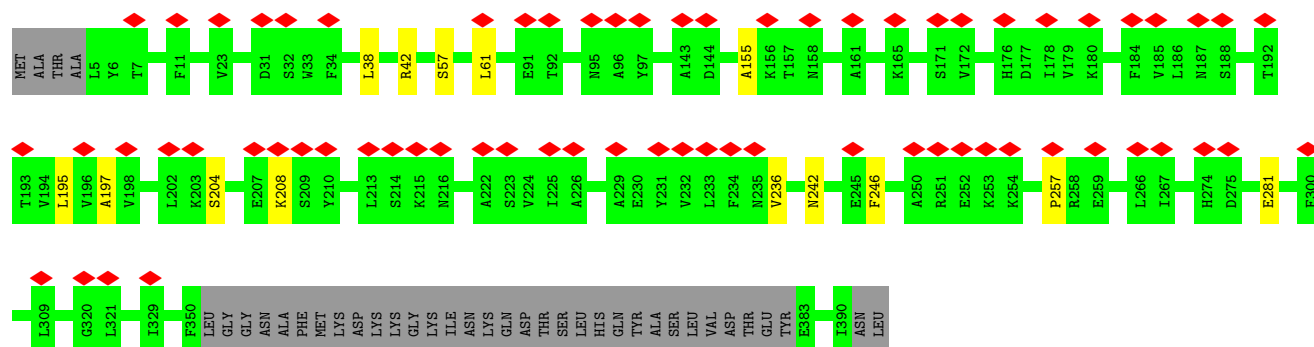 MET ALA THR ALA L5 Y6 T7 F11 V23 D31 S32 W33 F34 L38 R42 S57 L61 E91 T92 N95 A96 Y97 A143 D144 A155 K156 T157 N158 A161 K165 S171 V172 H176 D177 I178 V179 K180 F184 V185 L186 N187 S188 T192
T193 V194 L195 V196 A197 V198 L202 K203 S204 E207 K208 S209 Y210 L213 S214 K215 N216 A222 S223 V224 I225 A226 A229 E230 Y231 V232 L233 F234 N235 V236 N242 E245 F246 A250 R251 E252 K253 K254 P257 R258 E259 L266 I267 H274 D275 E281 F300
L309 G320 L321 I329 F350 LEU GLY GLY ASN ALA PHE MET LYS ASP LYS LYS GLY LYS ILE ASN LYS GLN ASP THR SER LEU HIS GLN TYR ALA SER LEU VAL ASP THR GLU TYR E383 I390 ASN LEU